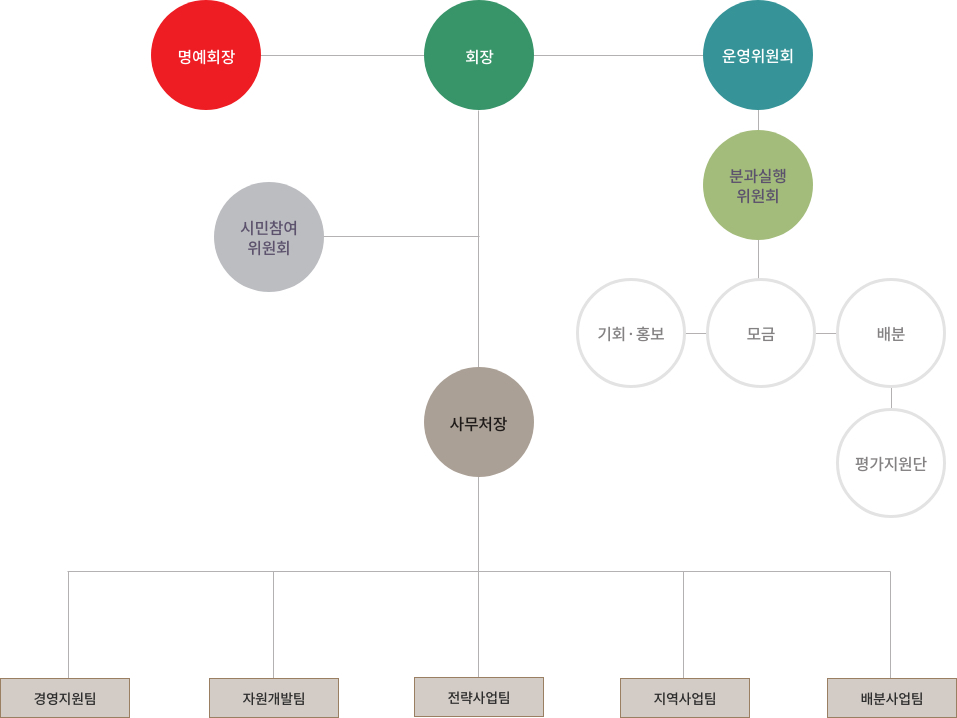 명예회장
회장
운영위원회
분과실행
위원회
시민참여
위원회
기회·홍보
모금
배분
사무처장
평가지원단
경영지원팀
자원개발팀
전략사업팀
지역사업팀
배분사업팀